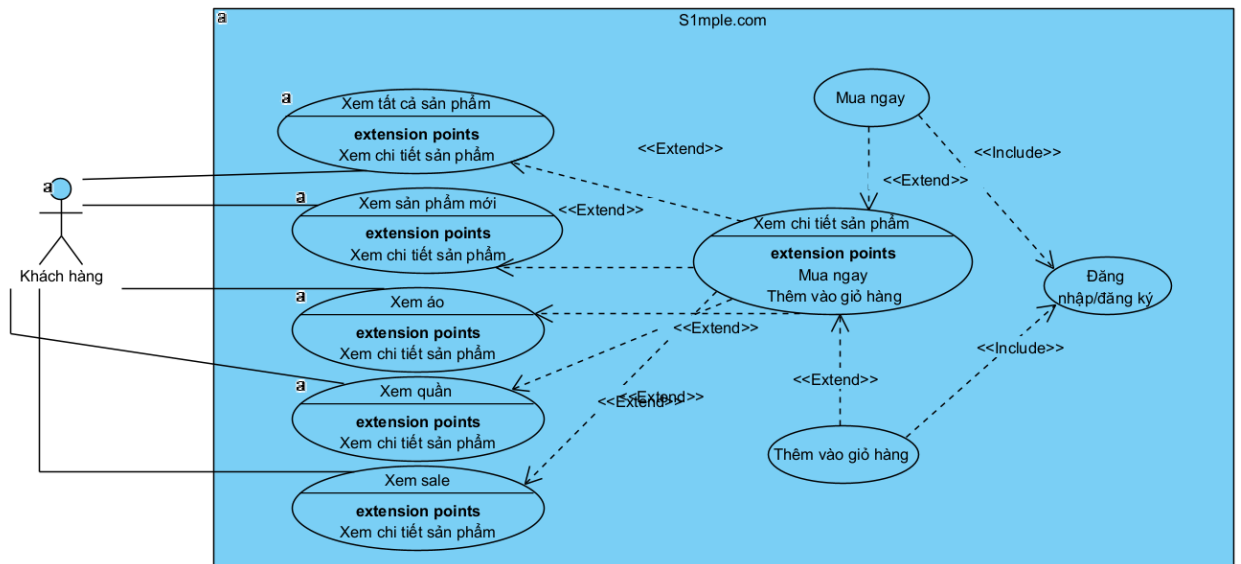 a
S1mple.com
a
Xem tất cả sản phẩm
extension points
Xem chi tiết sản phẩm
Mua ngay
<<Extend>>
<<Include>>
<<Extend>>
a
Khách hàng
a
Xem sản phẩm mới
extension points
Xem chi tiết sản phẩm
<<Extend>>
Xem chi tiết sản phẩm
extension points
Mua ngay
Thêm vào giỏ hàng
Đăng
nhập/đăng ký
a
Xem áo
extension points
Xem chi tiết sản phẩm
<<Extend>>
<<Include>>
a
Xem quần
extension points
Xem chi tiết sản phẩm
<<Extend>>
<<Extend>>
<<Extend>>
Thêm vào giỏ hàng
Xem sale
extension points
Xem chi tiết sản phẩm